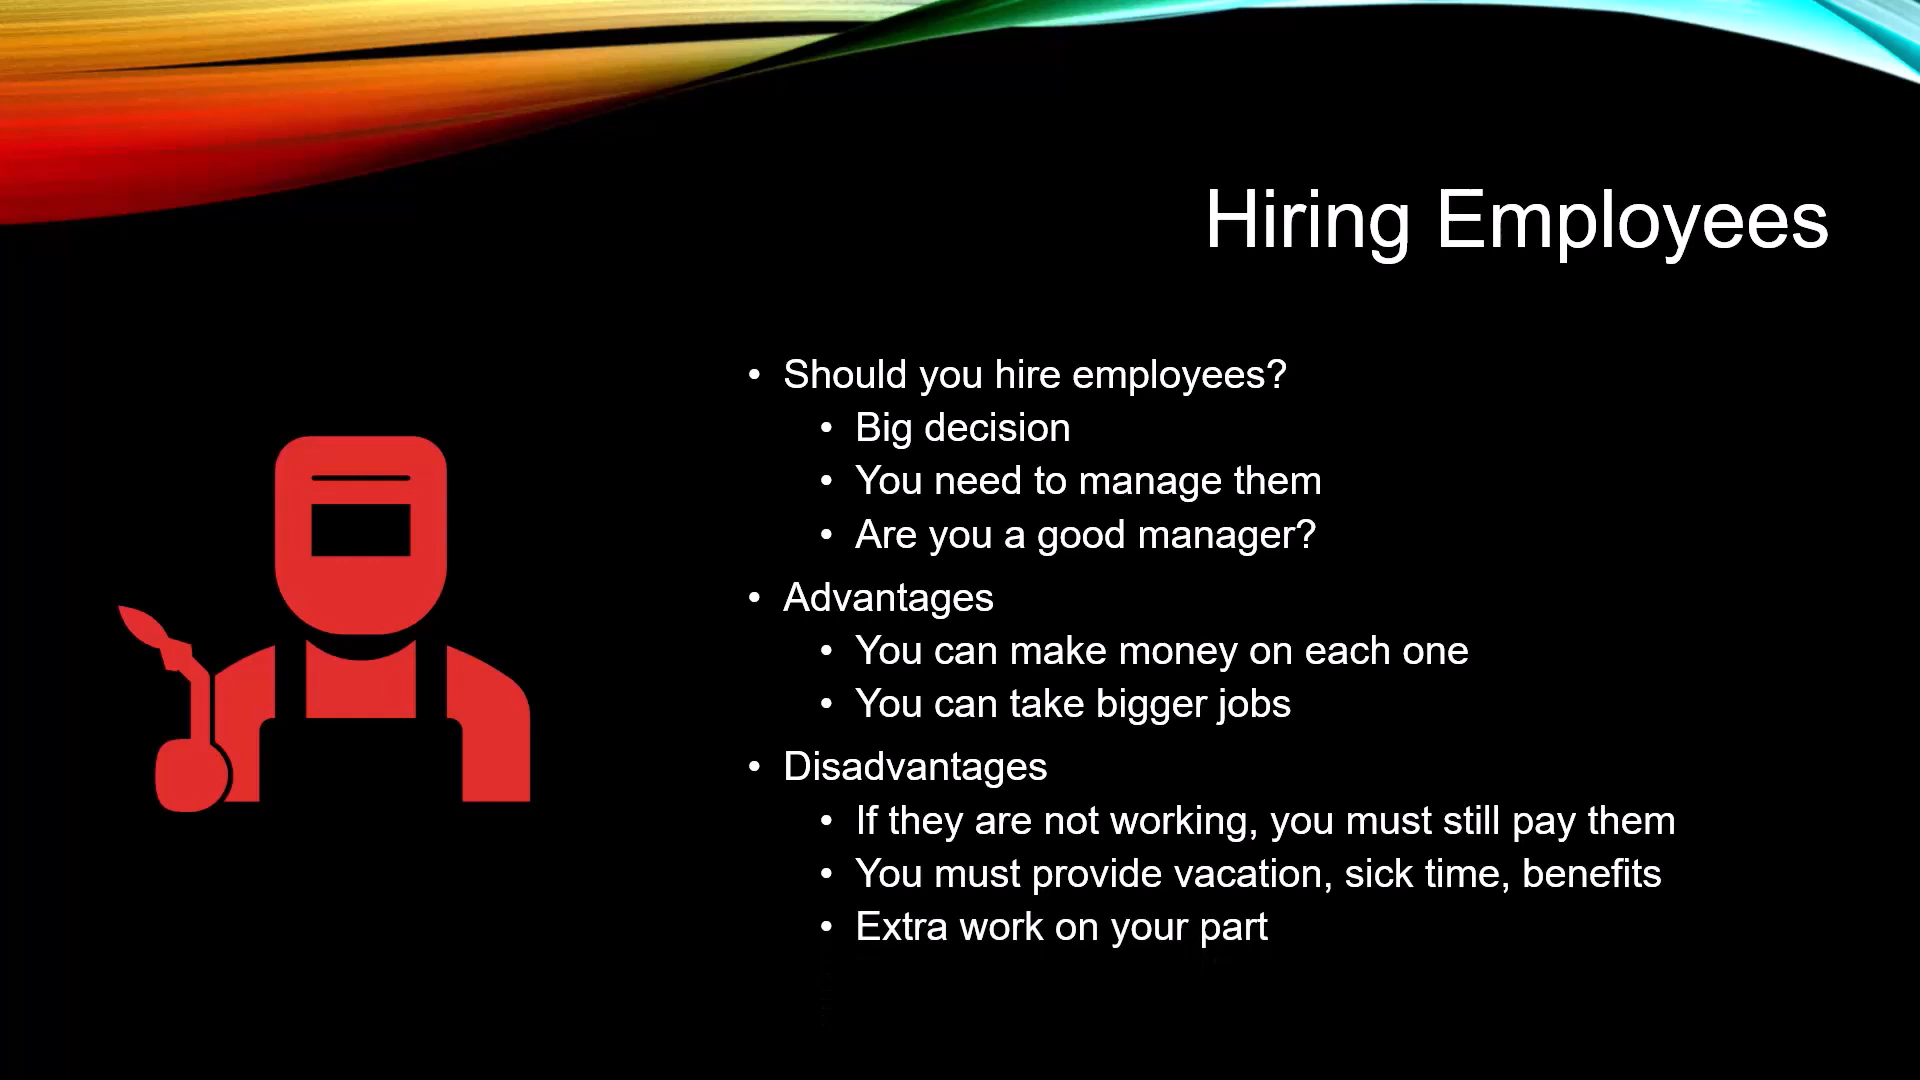 Hiring Employees
• Should you hire employees?
• Big decision
• You need to manage them
• Are you a good manager?
• Advantages
• You can make money on each one
• You can take bigger jobs
• Disadvantages
• If they are not working, you must still pay them
• You must provide vacation, sick time, benefits
• Extra work on your part